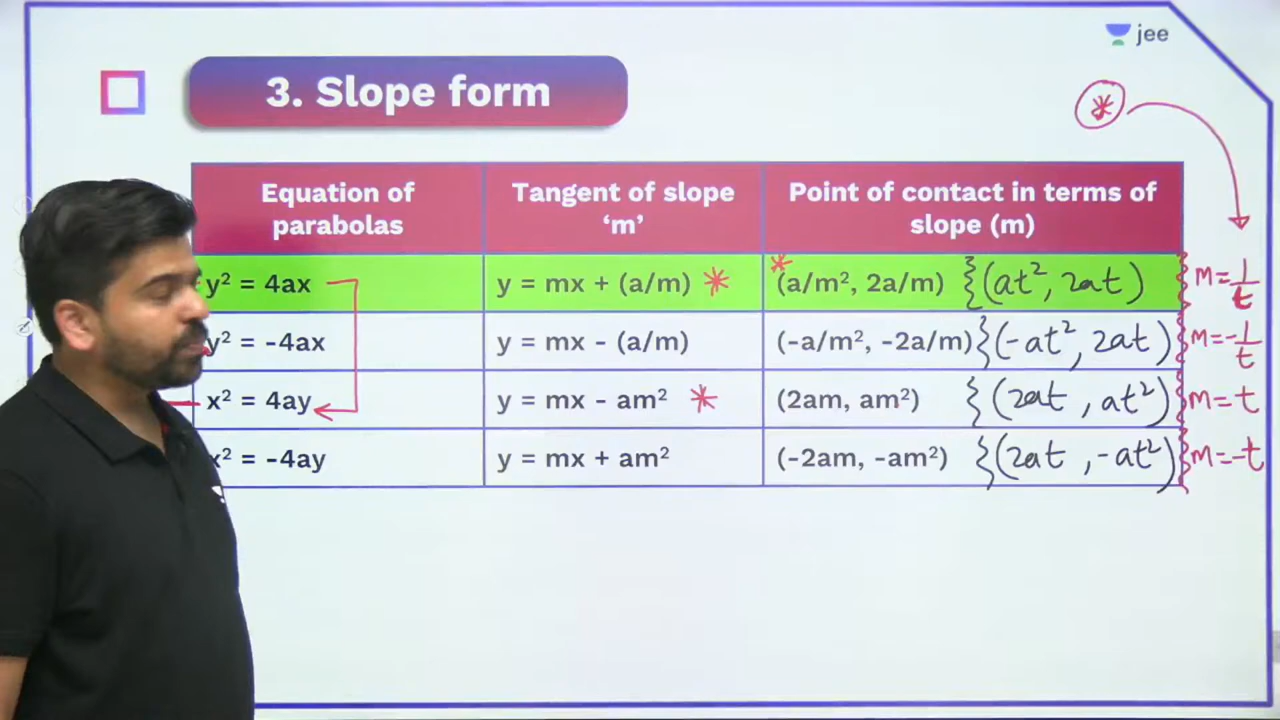 jee
3. Slope form
*
Equation of parabolas
Tangent of slope ‘m’
Point of contact in terms of slope (m)
y² = 4ax
y = mx + (a/m) *
* (a/m², 2a/m) {(at², 2at) } m = 1/t
y² = -4ax
y = mx - (a/m)
(-a/m², -2a/m) {(-at², 2at) } m = -1/t
x² = 4ay
y = mx - am² *
(2am, am²) {(2at, at²) } m = t
x² = -4ay
y = mx + am²
(-2am, -am²) {(2at, -at²) } m = -t